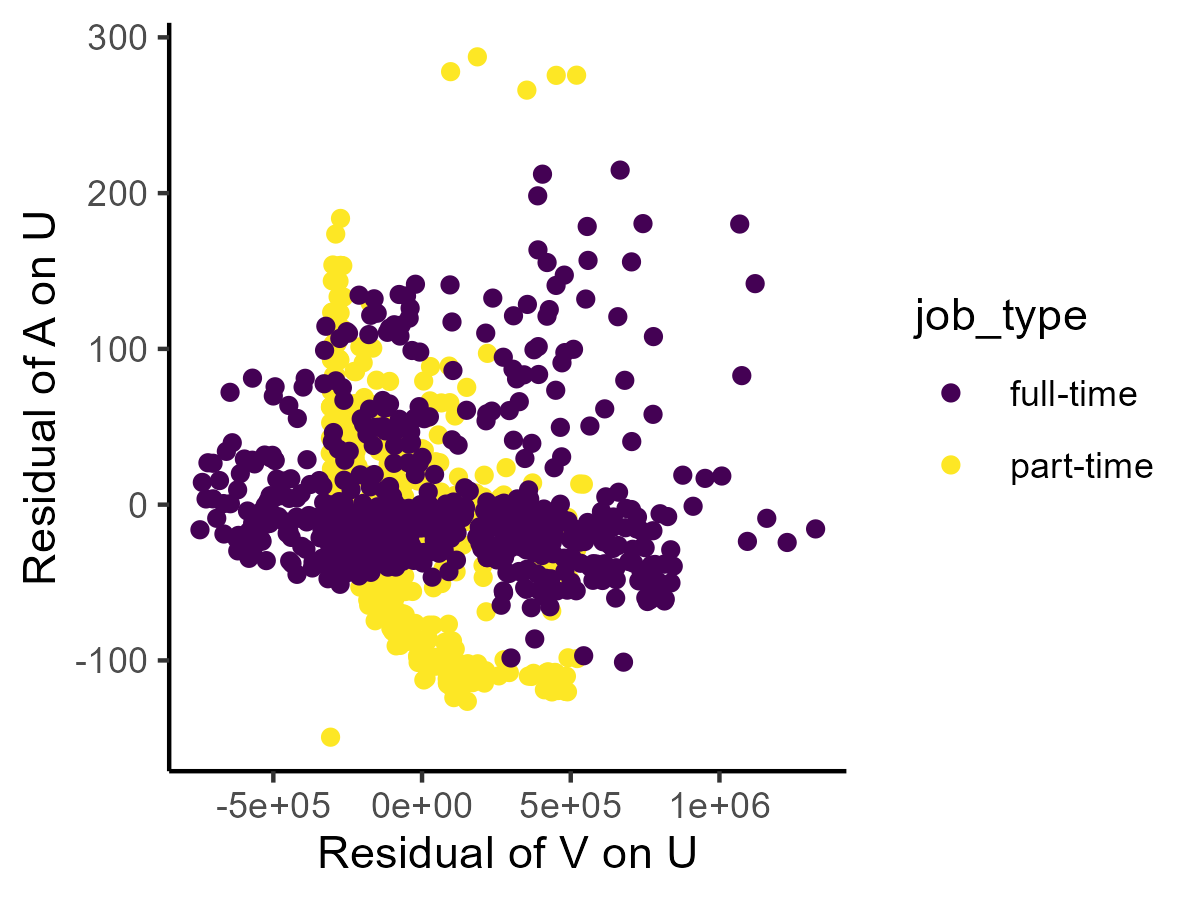 300
200
100
0
-100
Residual of A on U
-5e+05 0e+00 5e+05 1e+06
Residual of V on U
job_type
full-time
part-time